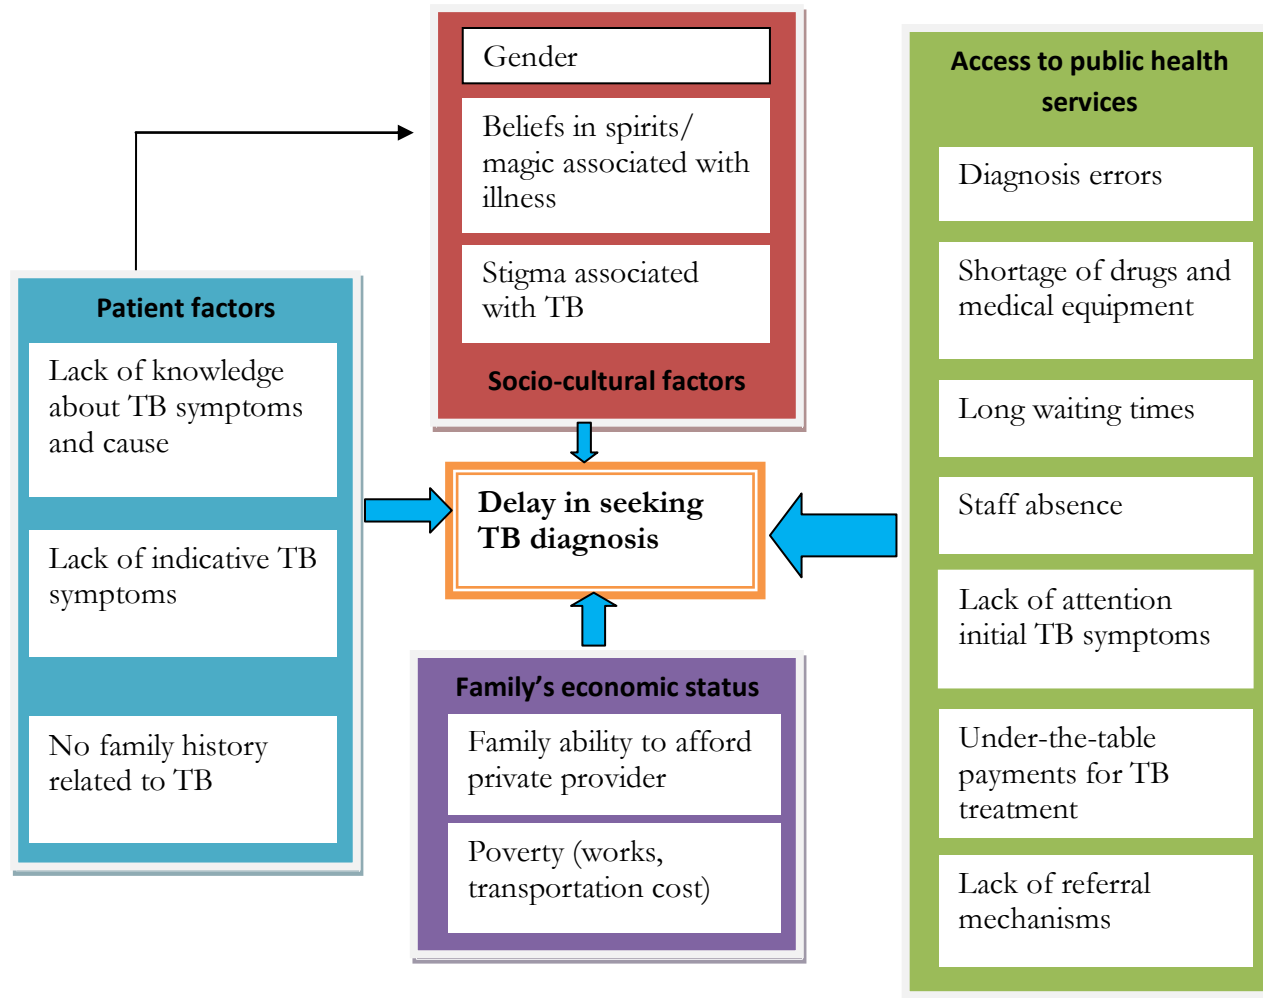 Gender
Beliefs in spirits/
magic associated with
illness
Stigma associated
with TB
Socio-cultural factors
Patient factors
Lack of knowledge
about TB symptoms
and cause
Lack of indicative TB
symptoms
No family history
related to TB
Delay in seeking
TB diagnosis
Family’s economic status
Family ability to afford
private provider
Poverty (works,
transportation cost)
Access to public health
services
Diagnosis errors
Shortage of drugs and
medical equipment
Long waiting times
Staff absence
Lack of attention
initial TB symptoms
Under-the-table
payments for TB
treatment
Lack of referral
mechanisms